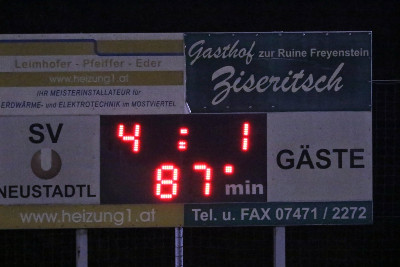 Leimhofer - Pfeiffer - Eder
www.heizung1.at
IHR MEISTERINSTALLATEUR für
ERDWÄRME- und ELEKTROTECHNIK im MOSTVIERTEL
Gasthof zur Ruine Freyenstein
Ziseritsch
SV
NEUSTADTL
4 : 1
87' min
GÄSTE
www.heizung1.at
Tel. u. FAX 07471 / 2272